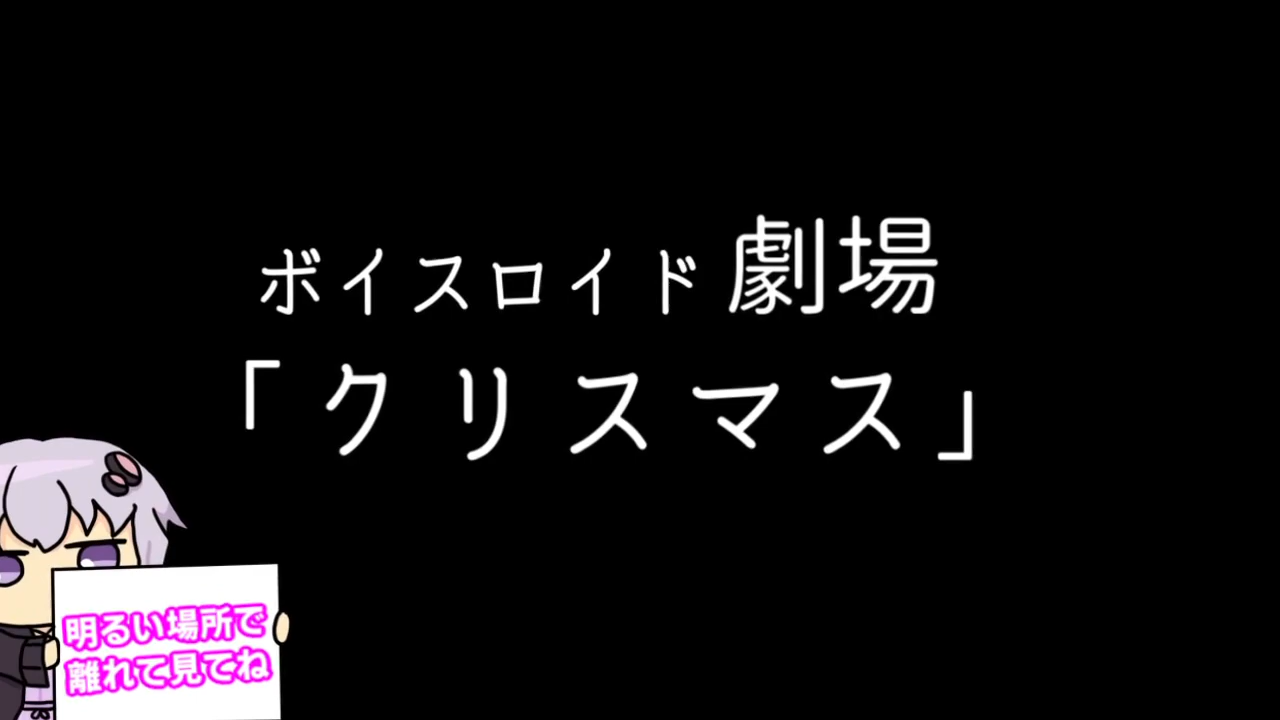 ボイスロイド劇場
「クリスマス」
明るい場所で
離れて見てね